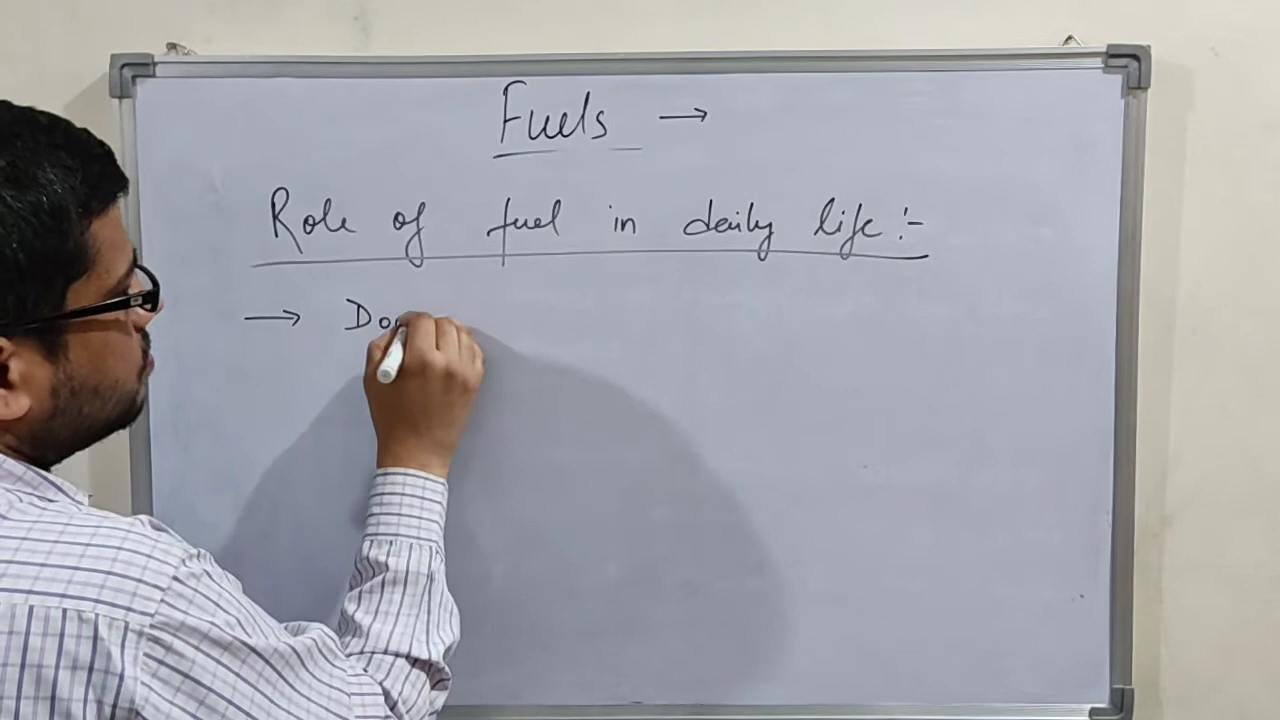 Fuels →
Role of fuel in daily life :-
→